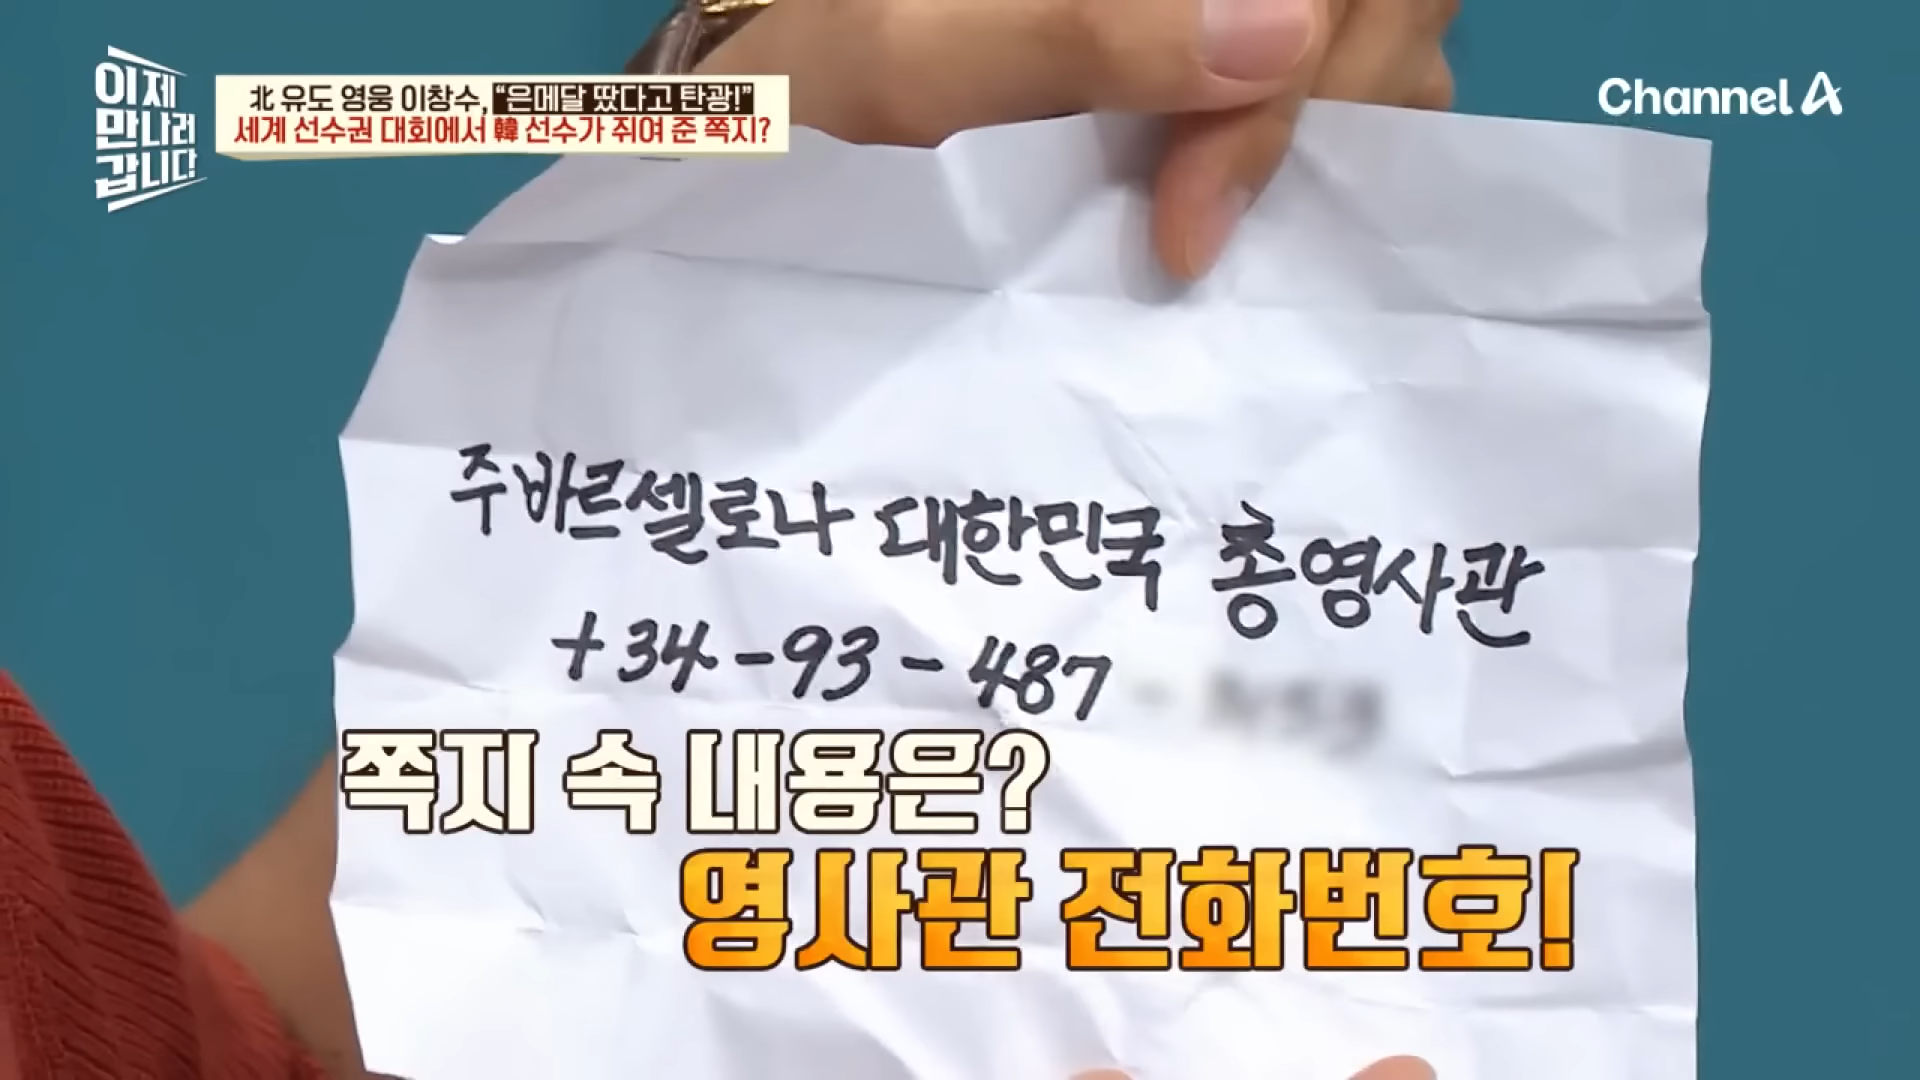 이제
만나러
갑니다
北 유도 영웅 이창수, “은메달 땄다고 탄광!”
세계 선수권 대회에서 韓 선수가 쥐여 준 쪽지?
Channel A
주바르셀로나 대한민국 총영사관
+34-93-487-
쪽지 속 내용은?
영사관 전화번호!